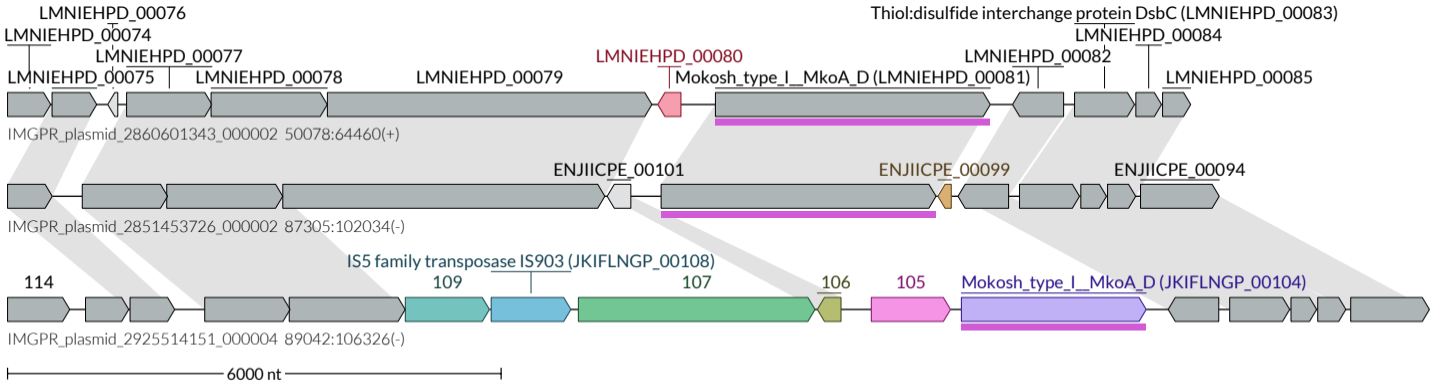 LMNIEHPD_00076
Thiol:disulfide interchange protein DsbC (LMNIEHPD_00083)
LMNIEHPD_00074
LMNIEHPD_00084
LMNIEHPD_00077
LMNIEHPD_00080
LMNIEHPD_00082
LMNIEHPD_00075
LMNIEHPD_00078
LMNIEHPD_00079
Mokosh_type_I__MkoA_D (LMNIEHPD_00081)
LMNIEHPD_00085
IMGPR_plasmid_2860601343_000002 50078:64460(+)
ENJIICPE_00101
ENJIICPE_00099
ENJIICPE_00094
IMGPR_plasmid_2851453726_000002 87305:102034(-)
IS5 family transposase IS903 (JKIFLNGP_00108)
114
109
107
106
105
Mokosh_type_I__MkoA_D (JKIFLNGP_00104)
IMGPR_plasmid_2925514151_000004 89042:106326(-)
6000 nt